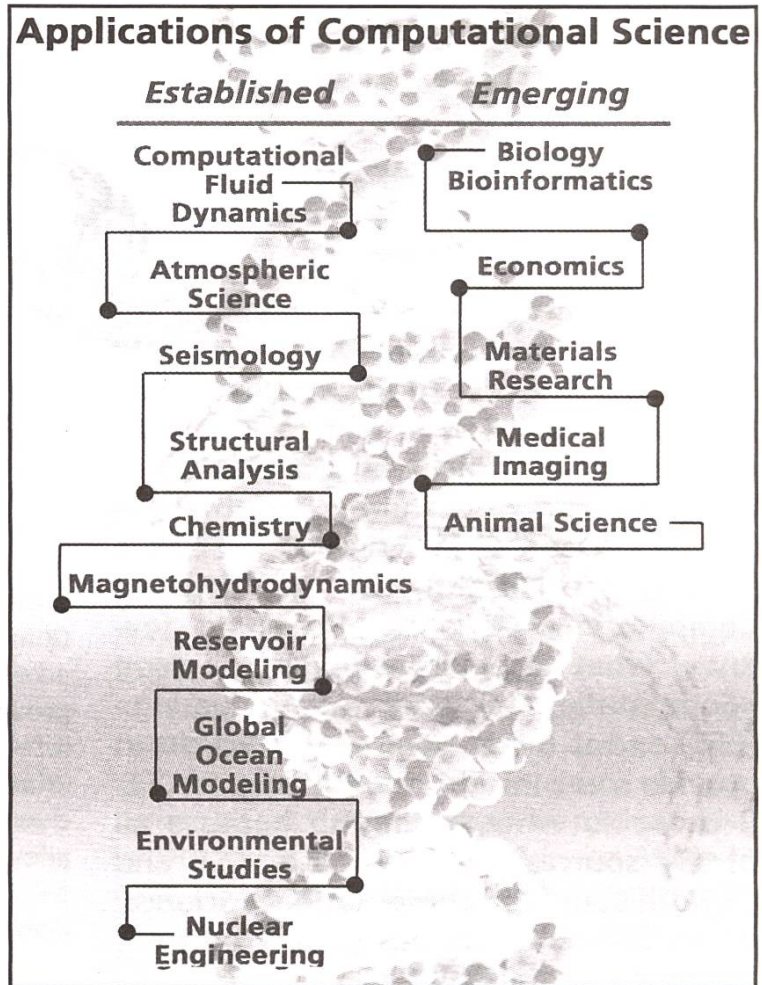 Applications of Computational Science
Established
Emerging
Computational
Fluid
Dynamics
Atmospheric
Science
Seismology
Structural
Analysis
Chemistry
Magnetohydrodynamics
Reservoir
Modeling
Global
Ocean
Modeling
Environmental
Studies
Nuclear
Engineering
Biology
Bioinformatics
Economics
Materials
Research
Medical
Imaging
Animal Science